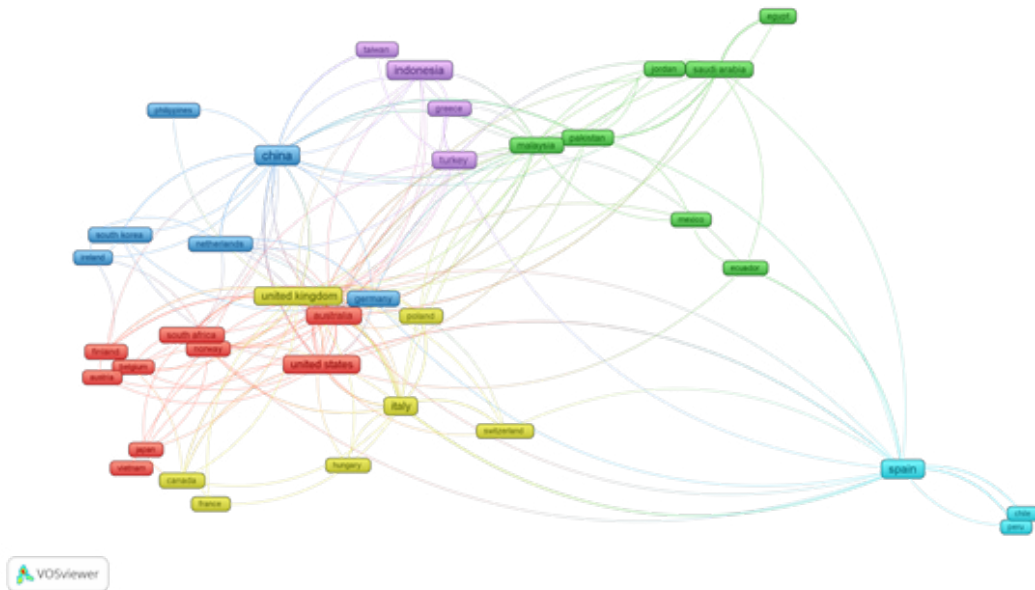 egypt
taiwan
indonesia
jordan
saudi arabia
philippines
greece
malaysia
pakistan
china
turkey
mexico
south korea
netherlands
ireland
ecuador
united kingdom
germany
australia
poland
south africa
finland
norway
united states
belgium
austria
italy
switzerland
japan
vietnam
hungary
spain
canada
france
chile
peru
VOSviewer